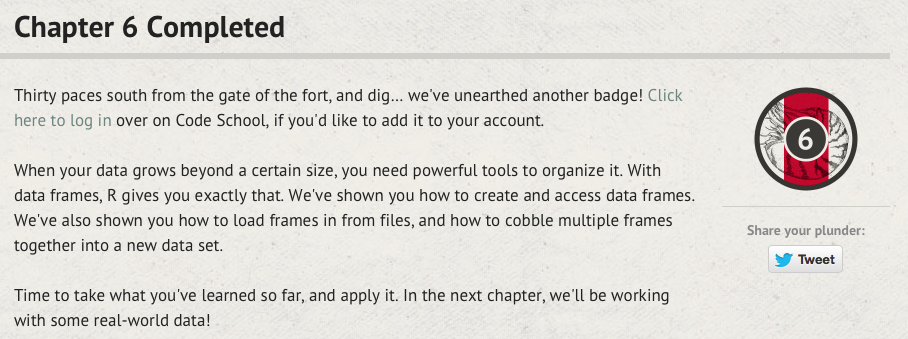 Chapter 6 Completed
Thirty paces south from the gate of the fort, and dig... we've unearthed another badge! Click
here to log in over on Code School, if you'd like to add it to your account.
When your data grows beyond a certain size, you need powerful tools to organize it. With
data frames, R gives you exactly that. We've shown you how to create and access data frames.
We've also shown you how to load frames in from files, and how to cobble multiple frames
together into a new data set.
Time to take what you've learned so far, and apply it. In the next chapter, we'll be working
with some real-world data!
6
Share your plunder:
Tweet